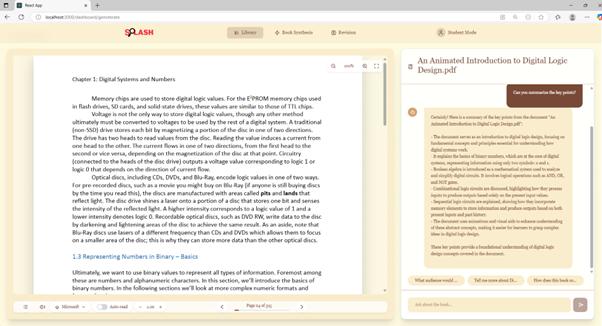 React App
localhost:3000/dashboard/generate
SPLASH
Library
Book Synthesis
Revision
Student Mode
Chapter 1: Digital Systems and Numbers
Memory chips are used to store digital logic values. For the E²PROM memory chips used
in flash drives, SD cards, and solid state drives, these values are similar to those of TTL chips.
Voltage is not the only way to store digital logic values, though any other method
ultimately must be converted to voltages to be used by the rest of a digital system. A traditional
(non-SSD) drive stores each bit by magnetizing a portion of the disc in one of two directions.
The drive has two heads to read values from the disc. Reading the value induces a current from
one head to the other. The current flows in one of two directions, from the first head to the
second or vice versa, depending on the magnetization of the disc at that point. Circuitry
(connected to the heads of the disc drive) outputs a voltage value corresponding to logic 1 or
logic 0 that depends on the direction of current flow.
Optical discs, including CDs, DVDs, and Blu-Ray, encode logic values in one of two ways.
For pre recorded discs, such as a movie you might buy on Blu-Ray (if anyone is still buying discs
by the time you read this), the discs are manufactured with areas called pits and lands that
reflect light. The disc drive shines a laser onto a portion of a disc that stores one bit and senses
the intensity of the reflected light. A higher intensity corresponds to a logic value of 1 and a
lower intensity denotes logic 0. Recordable optical discs, such as DVD RW, write data to the disc
by darkening and lightening areas of the disc to achieve the same result. As an aside, note that
Blu-Ray discs use lasers of a different frequency than CDs and DVDs which allows them to focus
on a smaller area of the disc; this is why they can store more data than the other optical discs.
1.3 Representing Numbers in Binary – Basics
Ultimately, we want to use binary values to represent all types of information. Foremost among
these are numbers and alphanumeric characters. In this section, we'll introduce the basics of
binary numbers. In the following sections we'll look at more complex numeric formats and
100%
Microsoft
Auto-read
Page 24 of 315
An Animated Introduction to Digital Logic
Design.pdf
Can you summarize the key points?
Certainly! Here is a summary of the key points from the document "An
Animated Introduction to Digital Logic Design.pdf":
- The document serves as an introduction to digital logic design, focusing on
fundamental concepts and principles essential for understanding how
digital systems work.
- It explains the basics of binary numbers, which are at the core of digital
systems, representing information using only two symbols: 0 and 1.
- Boolean algebra is introduced as a mathematical system used to analyze
and simplify digital circuits. It involves logical operations such as AND, OR,
and NOT gates.
- Combinational logic circuits are discussed, highlighting how they process
inputs to produce outputs based solely on the present input values.
- Sequential logic circuits are explained, showing how they incorporate
memory elements to store information and produce outputs based on both
present inputs and past history.
- The document uses animations and visual aids to enhance understanding
of these abstract concepts, making it easier for learners to grasp complex
ideas in digital logic design.
These key points provide a foundational understanding of digital logic
design concepts covered in the document.
What audience would ...
Tell me more about Di...
How does this book co...
Ask about the book...